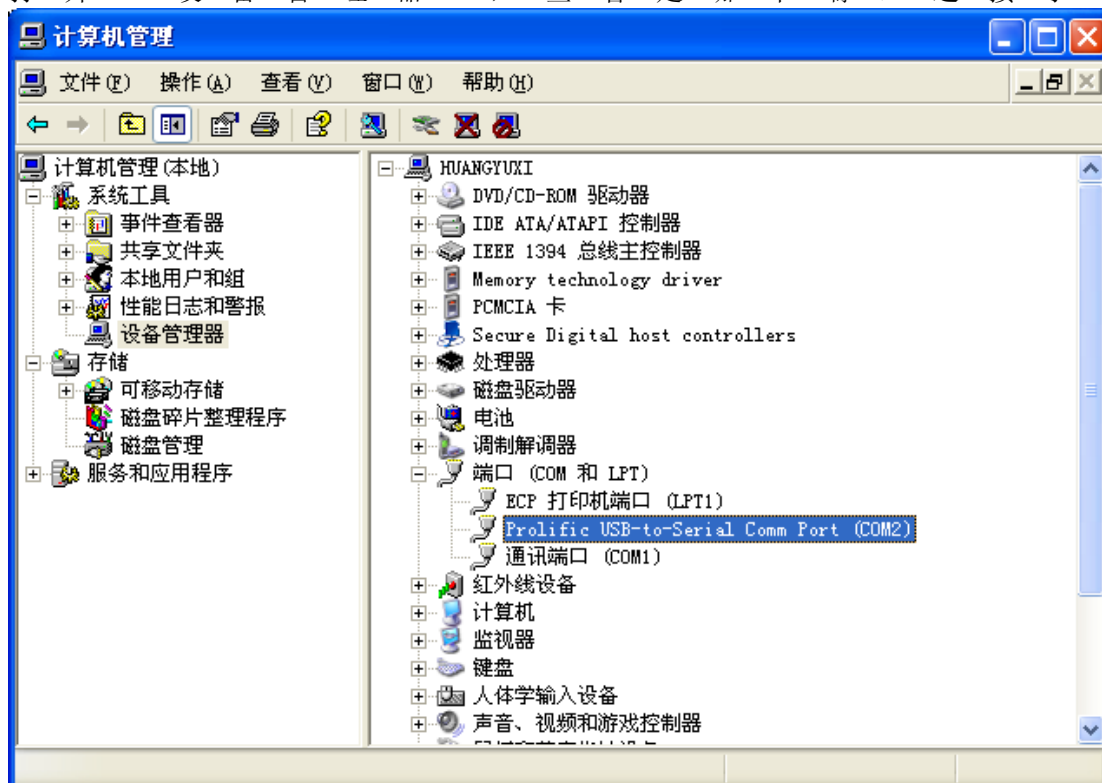 计算机管理
文件(F) 操作(A) 查看(V) 窗口(W) 帮助(H)
计算机管理(本地)
系统工具
事件查看器
共享文件夹
本地用户和组
性能日志和警报
设备管理器
存储
可移动存储
磁盘碎片整理程序
磁盘管理
服务和应用程序
HUANGYUXI
DVD/CD-ROM 驱动器
IDE ATA/ATAPI 控制器
IEEE 1394 总线主控制器
Memory technology driver
PCMCIA 卡
Secure Digital host controllers
处理器
磁盘驱动器
电池
调制解调器
端口 (COM 和 LPT)
ECP 打印机端口 (LPT1)
Prolific USB-to-Serial Comm Port (COM2)
通讯端口 (COM1)
红外线设备
计算机
监视器
键盘
人体学输入设备
声音、视频和游戏控制器